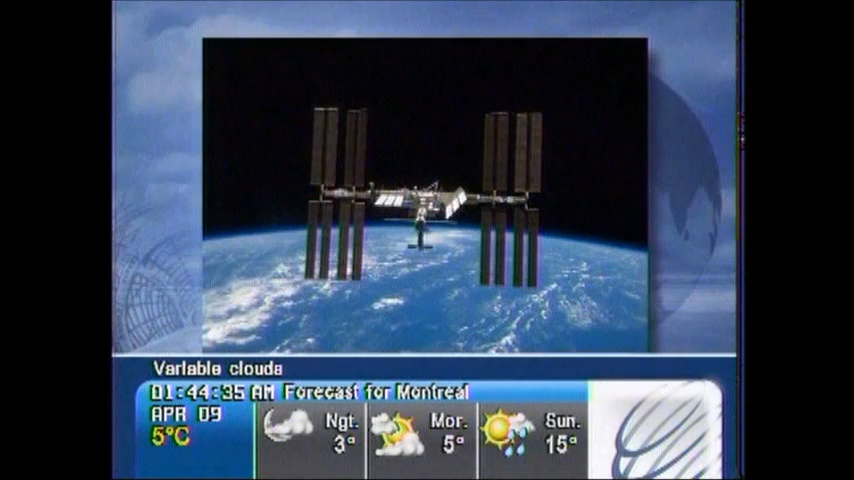 Variable clouds
01:44:35 AM Forecast for Montreal
APR 09
5°C
Ngt.
3°
Mor.
5°
Sun.
15°